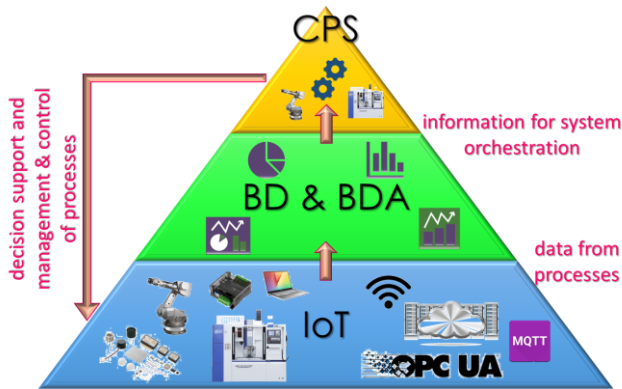 CPS
decision support and
management & control
of processes
information for system
orchestration
BD & BDA
data from
processes
IoT
OPC UA
MQTT